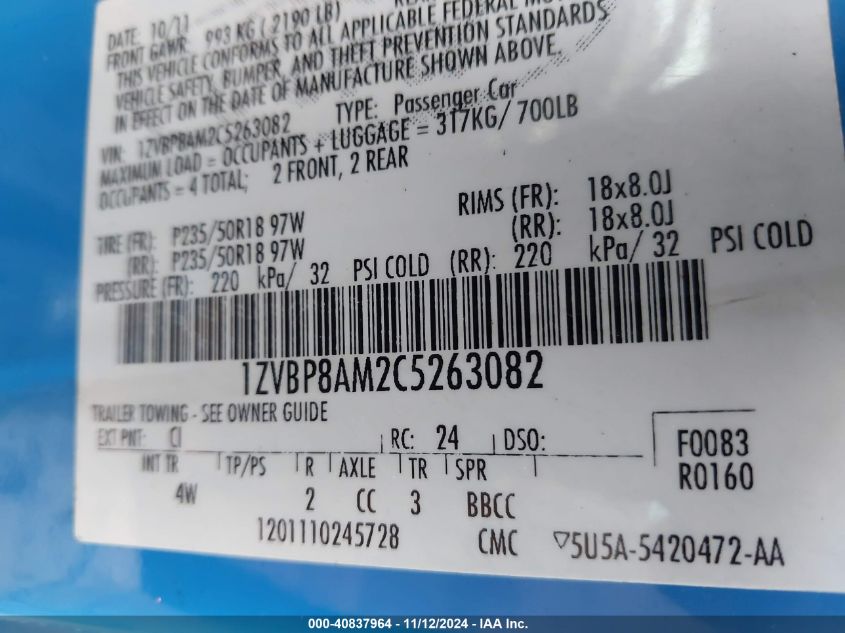 DATE: 10/11
FRONT GAWR: 993 KG ( 2190 LB)
THIS VEHICLE CONFORMS TO ALL APPLICABLE FEDERAL
VEHICLE SAFETY, BUMPER, AND THEFT PREVENTION STANDARDS
IN EFFECT ON THE DATE OF MANUFACTURE SHOWN ABOVE.
VIN: 1ZVBP8AM2C5263082 TYPE: Passenger Car
MAXIMUM LOAD = OCCUPANTS + LUGGAGE = 317KG/ 700LB
OCCUPANTS = 4 TOTAL; 2 FRONT, 2 REAR
TIRE (FR): P235/50R18 97W RIMS (FR): 18x8.0J
(RR): P235/50R18 97W (RR): 18x8.0J
PRESSURE (FR): 220 kPa/ 32 PSI COLD (RR): 220 kPa/ 32 PSI COLD
1ZVBP8AM2C5263082
TRAILER TOWING - SEE OWNER GUIDE
EXT PNT: CI RC: 24 DSO: F0083
INT TR TP/PS R AXLE TR SPR R0160
4W 2 CC 3 BBCC
1201110245728 CMC ▽5U5A-5420472-AA
000-40837964 - 11/12/2024 - IAA Inc.